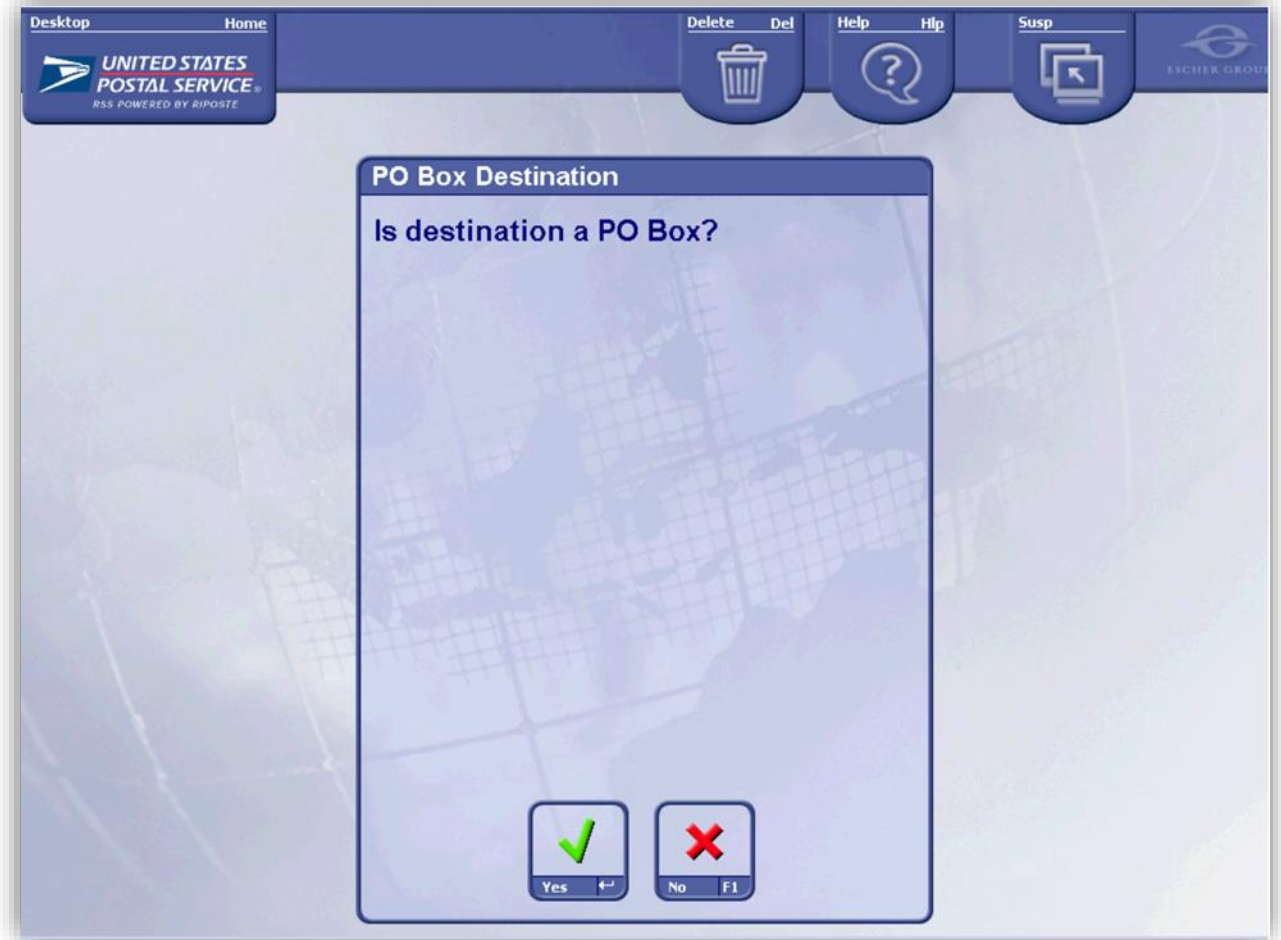 Desktop Home
Delete Del
Help Hlp
Susp
UNITED STATES
POSTAL SERVICE®
RSS POWERED BY RIPOSTE
ESCHER GROUP
PO Box Destination
Is destination a PO Box?
Yes ↵
No F1